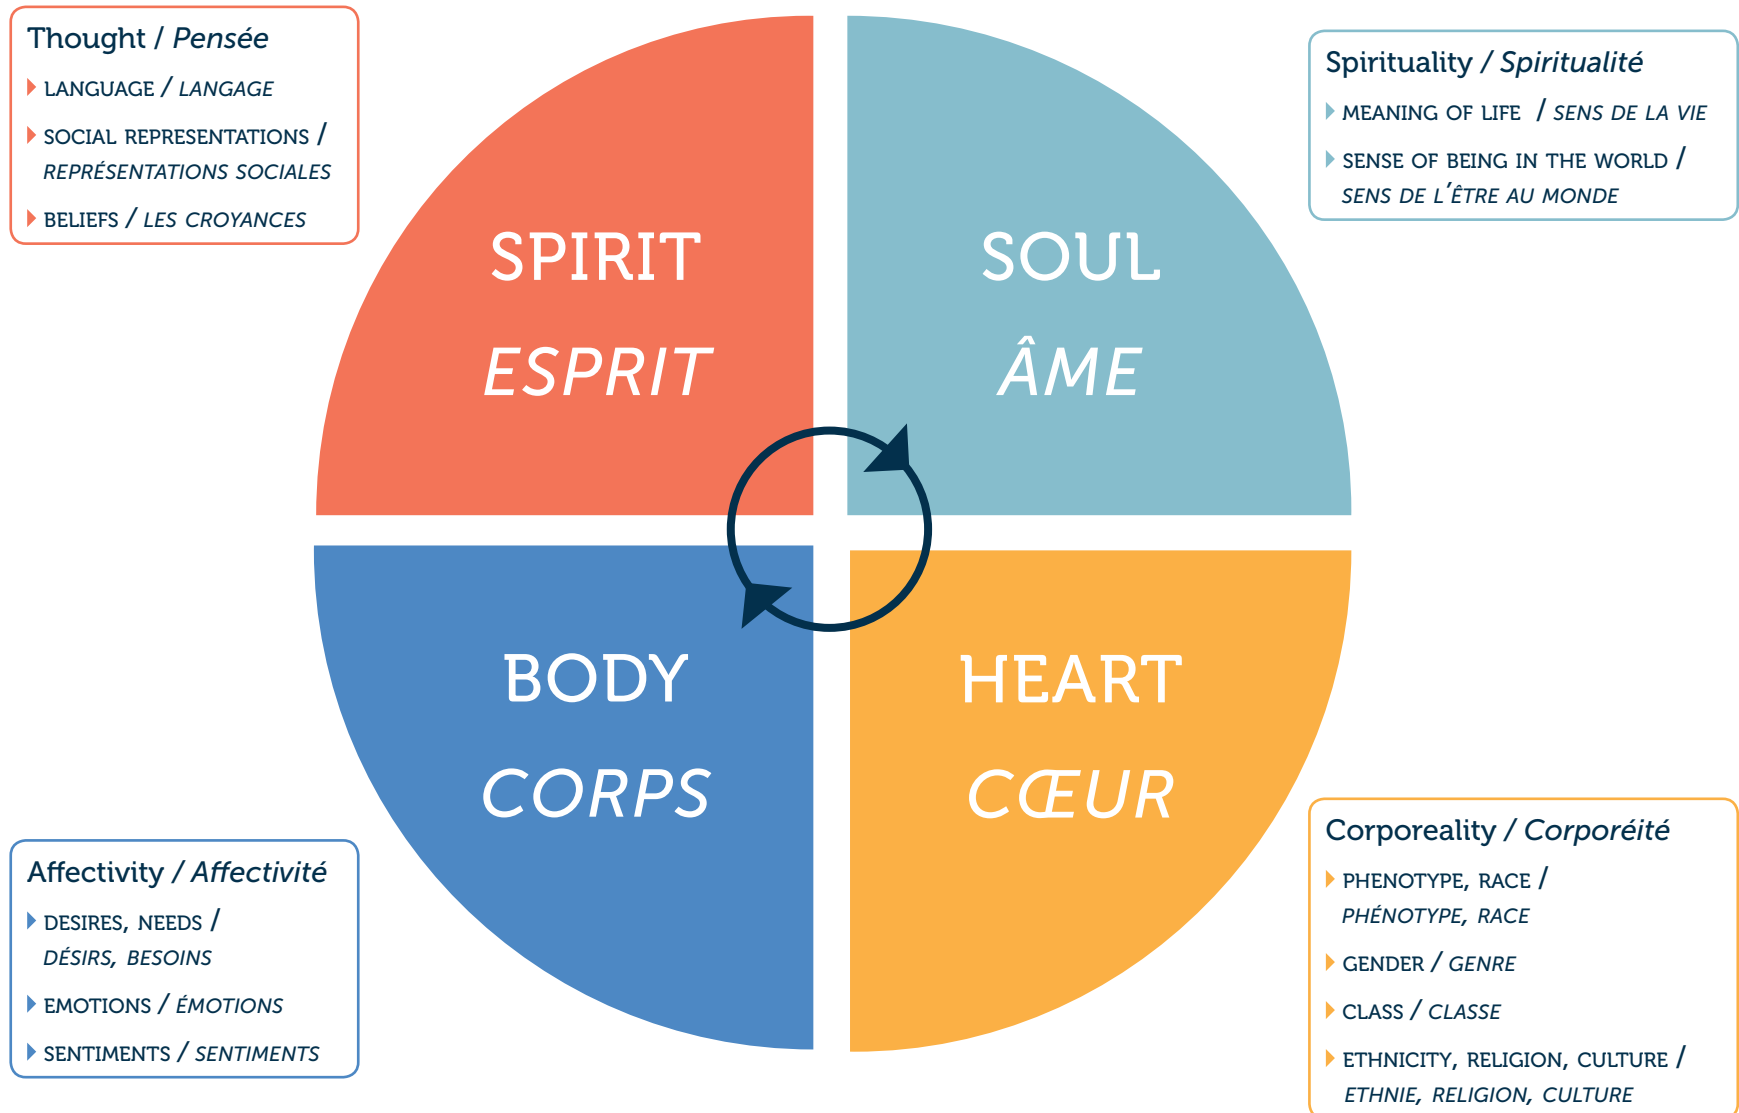 Thought / Pensée
LANGUAGE / LANGAGE
SOCIAL REPRESENTATIONS /
REPRÉSENTATIONS SOCIALES
BELIEFS / LES CROYANCES
SPIRIT
ESPRIT
SOUL
ÂME
Spirituality / Spiritualité
MEANING OF LIFE / SENS DE LA VIE
SENSE OF BEING IN THE WORLD /
SENS DE L'ÊTRE AU MONDE
BODY
CORPS
HEART
CŒUR
Affectivity / Affectivité
DESIRES, NEEDS /
DÉSIRS, BESOINS
EMOTIONS / ÉMOTIONS
SENTIMENTS / SENTIMENTS
Corporeality / Corporéité
PHENOTYPE, RACE /
PHÉNOTYPE, RACE
GENDER / GENRE
CLASS / CLASSE
ETHNICITY, RELIGION, CULTURE /
ETHNIE, RELIGION, CULTURE